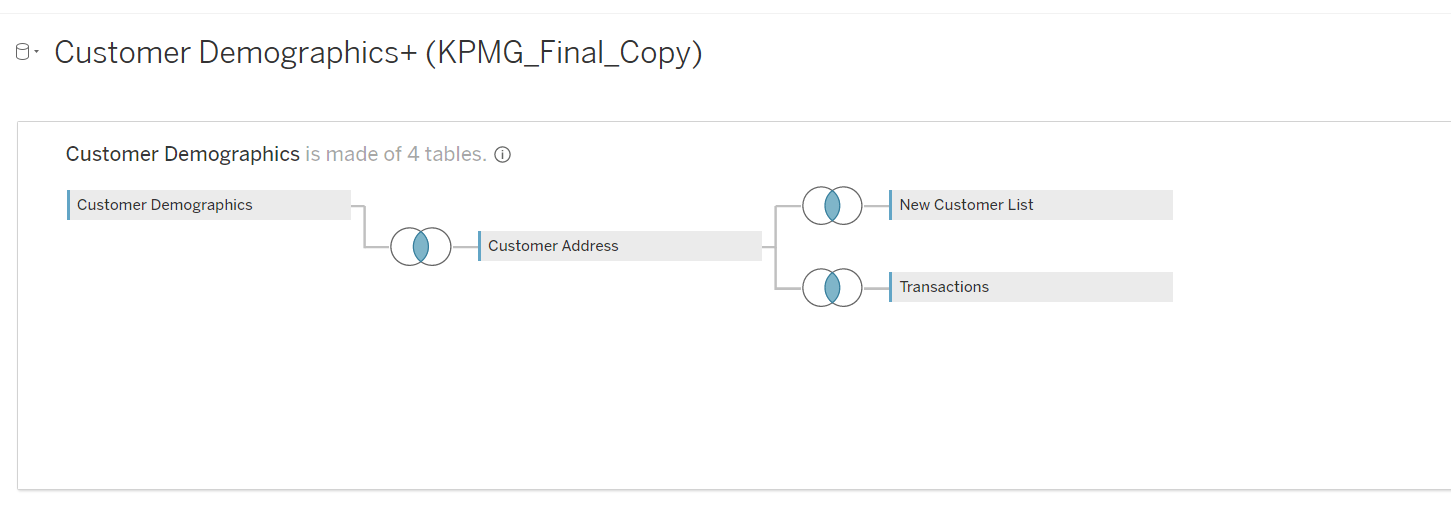 Customer Demographics+ (KPMG_Final_Copy)
Customer Demographics is made of 4 tables.
Customer Demographics
Customer Address
New Customer List
Transactions